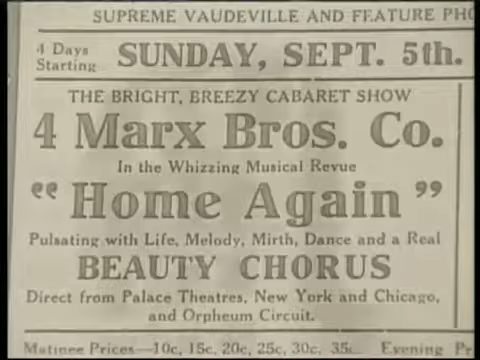 SUPREME VAUDEVILLE AND FEATURE
4 Days Starting SUNDAY, SEPT. 5th.
THE BRIGHT, BREEZY CABARET SHOW
4 Marx Bros. Co.
In the Whizzing Musical Revue
“Home Again”
Pulsating with Life, Melody, Mirth, Dance and a Real
BEAUTY CHORUS
Direct from Palace Theatres, New York and Chicago,
and Orpheum Circuit.
Matinee Prices—10c, 15c, 20c, 25c, 30c, 35c Evening